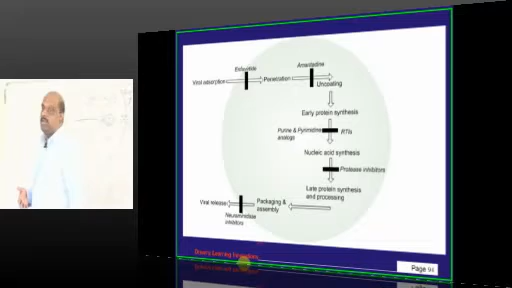 Enfuvirtide
Amantadine
Viral adsorption
Penetration
Uncoating
Early protein synthesis
Purine & Pyrimidine
analogs
RTIs
Nucleic acid synthesis
Protease inhibitors
Late protein synthesis
and processing
Packaging &
assembly
Viral release
Neuraminidase
inhibitors
Page 94